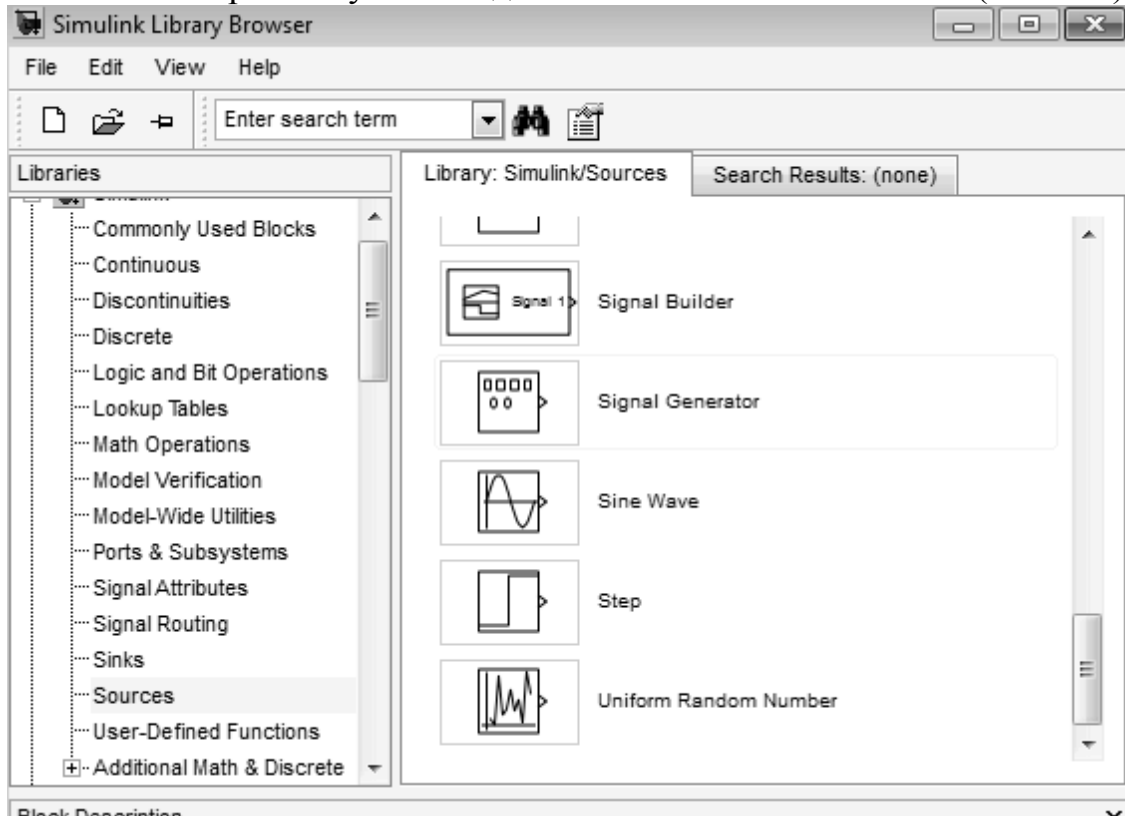 Simulink Library Browser
File Edit View Help
Enter search term
Libraries
Library: Simulink/Sources
Search Results: (none)
Commonly Used Blocks
Continuous
Discontinuities
Discrete
Logic and Bit Operations
Lookup Tables
Math Operations
Model Verification
Model-Wide Utilities
Ports & Subsystems
Signal Attributes
Signal Routing
Sinks
Sources
User-Defined Functions
Additional Math & Discrete
Signal 1
Signal Builder
Signal Generator
Sine Wave
Step
Uniform Random Number
Block Description